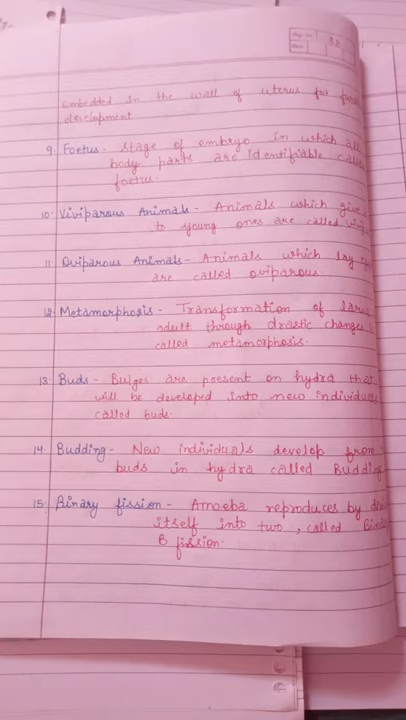 embedded in the wall of uterus for
development
9. Foetus - Stage of embryo in which all
body parts are identifiable
foetus.
10. Viviparous Animals - Animals which give
to young ones are called
11. Oviparous Animals - Animals which lay
are called oviparous.
12. Metamorphosis - Transformation of
adult through drastic changes
called metamorphosis.
13. Buds - Bulges are present on hydra that
will be developed into new individuals
called buds.
14. Budding - New individuals develop from
buds in hydra called Budding
15. Binary fission - Amoeba reproduces by
itself into two, called
B fission.